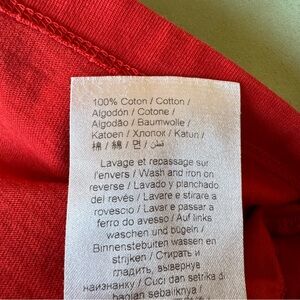 100% Coton / Cotton /
Algodón / Cotone /
Algodão / Baumwolle /
Katoen / Хлопок / Katun /
棉 / 綿 / 면 / قطن /
Lavage et repassage sur
l'envers / Wash and iron on
reverse / Lavado y planchado
del revés / Lavare e stirare a
rovescio / Lavar e passar a
ferro do avesso / Auf links
waschen und bügeln /
Binnenstebuiten wassen en
strijken / Стирать и
гладить, вывернув
наизнанку / Cuci dan setrika di
bagian sebaliknya /